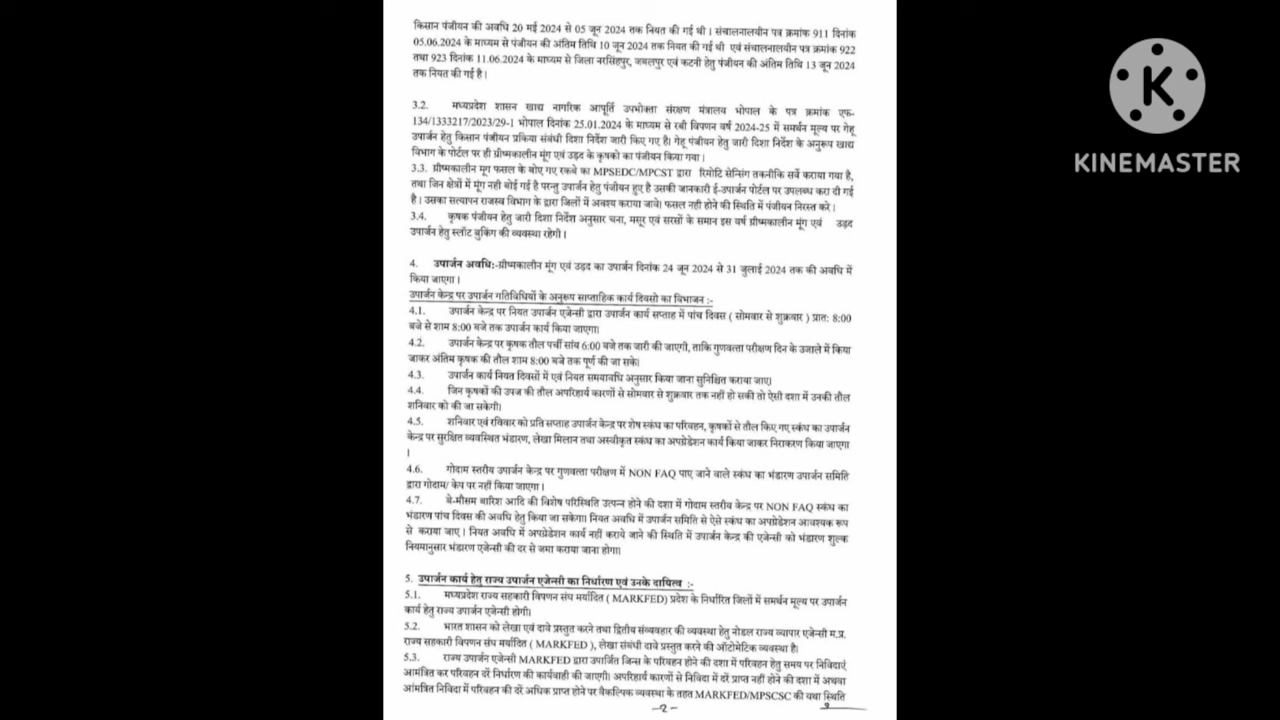 किसान पंजीयन की अवधि 20 मई 2024 से 05 जून 2024 तक नियत की गई थी । संचालनालयीन पत्र क्रमांक 911 दिनांक
05.06.2024 के माध्यम से पंजीयन की अंतिम तिथि 10 जून 2024 तक नियत की गई थी एवं संचालनालयीन पत्र क्रमांक 922
तथा 923 दिनांक 11.06.2024 के माध्यम से जिला नरसिंहपुर, जबलपुर एवं कटनी हेतु पंजीयन की अंतिम तिथि 13 जून 2024
तक नियत की गई है ।
3.2. मध्यप्रदेश शासन खाद्य नागरिक आपूर्ति उपभोक्ता संरक्षण मंत्रालय भोपाल के पत्र क्रमांक एफ-
134/1333217/2023/29-1 भोपाल दिनांक 25.01.2024 के माध्यम से रबी विपणन वर्ष 2024-25 में समर्थन मूल्य पर गेहू
उपार्जन हेतु किसान पंजीयन प्रकिया संबंधी दिशा निर्देश जारी किए गए है। गेहू पंजीयन हेतु जारी दिशा निर्देश के अनुरूप खाद्य
विभाग के पोर्टल पर ही ग्रीष्मकालीन मूंग एवं उड़द के कृषको का पंजीयन किया गया ।
3.3. ग्रीष्मकालीन मूग फसल के बोए गए रकबे का MPSEDC/MPCST द्वारा रिमोटि सेन्सिंग तकनीकि सर्वे कराया गया है,
तथा जिन क्षेत्रों में मूंग नही बोई गई है परन्तु उपार्जन हेतु पंजीयन हुए है उसकी जानकारी ई-उपार्जन पोर्टल पर उपलब्ध करा दी गई
है । उसका सत्यापन राजस्व विभाग के द्वारा जिलों में अवश्य कराया जावे। फसल नही होने की स्थिति में पंजीयन निरस्त करे ।
3.4. कृषक पंजीयन हेतु जारी दिशा निर्देश अनुसार चना, मसूर एवं सरसों के समान इस वर्ष ग्रीष्मकालीन मूंग एवं उड़द
उपार्जन हेतु स्लॉट बुकिंग की व्यवस्था रहेगी ।
4. उपार्जन अवधि:-ग्रीष्मकालीन मूंग एवं उड़द का उपार्जन दिनांक 24 जून 2024 से 31 जुलाई 2024 तक की अवधि में
किया जाएगा ।
उपार्जन केन्द्र पर उपार्जन गतिविधियों के अनुरूप साप्ताहिक कार्य दिवसो का विभाजन :-
4.1. उपार्जन केन्द्र पर नियत उपार्जन एजेन्सी द्वारा उपार्जन कार्य सप्ताह में पांच दिवस ( सोमवार से शुक्रवार ) प्रातः 8:00
बजे से शाम 8:00 बजे तक उपार्जन कार्य किया जाएगा।
4.2. उपार्जन केन्द्र पर कृषक तौल पर्ची सांय 6:00 बजे तक जारी की जाएगी, ताकि गुणवत्ता परीक्षण दिन के उजाले में किया
जाकर अंतिम कृषक की तौल शाम 8:00 बजे तक पूर्ण की जा सके।
4.3. उपार्जन कार्य नियत दिवसों में एवं नियत समयावधि अनुसार किया जाना सुनिश्चित कराया जाए।
4.4. जिन कृषकों की उपज की तौल अपरिहार्य कारणों से सोमवार से शुक्रवार तक नहीं हो सकी तो ऐसी दशा में उनकी तौल
शनिवार को की जा सकेगी।
4.5. शनिवार एवं रविवार को प्रति सप्ताह उपार्जन केन्द्र पर शेष स्कंध का परिवहन, कृषकों से तौल किए गए स्कंध का उपार्जन
केन्द्र पर सुरक्षित व्यवस्थित भंडारण, लेखा मिलान तथा अस्वीकृत स्कंध का अपग्रेडेशन कार्य किया जाकर निराकरण किया जाएगा
।
4.6. गोदाम स्तरीय उपार्जन केन्द्र पर गुणवत्ता परीक्षण में NON FAQ पाए जाने वाले स्कंध का भंडारण उपार्जन समिति
द्वारा गोदाम/ केप पर नहीं किया जाएगा ।
4.7. बे-मौसम बारिश आदि की विशेष परिस्थिति उत्पन्न होने की दशा में गोदाम स्तरीय केन्द्र पर NON FAQ स्कंध का
भंडारण पांच दिवस की अवधि हेतु किया जा सकेगा। नियत अवधि में उपार्जन समिति से ऐसे स्कंध का अपग्रेडेशन आवश्यक रूप
से कराया जाए । नियत अवधि में अपग्रेडेशन कार्य नहीं कराये जाने की स्थिति में उपार्जन केन्द्र की एजेन्सी को भंडारण शुल्क
नियमानुसार भंडारण एजेन्सी की दर से जमा कराया जाना होगा।
5. उपार्जन कार्य हेतु राज्य उपार्जन एजेन्सी का निर्धारण एवं उनके दायित्व :-
5.1. मध्यप्रदेश राज्य सहकारी विपणन संघ मर्यादित ( MARKFED) प्रदेश के निर्धारित जिलों में समर्थन मूल्य पर उपार्जन
कार्य हेतु राज्य उपार्जन एजेन्सी होगी।
5.2. भारत शासन को लेखा एवं दावे प्रस्तुत करने तथा द्वितीय संव्यवहार की व्यवस्था हेतु नोडल राज्य व्यापार एजेन्सी म.प्र.
राज्य सहकारी विपणन संघ मर्यादित ( MARKFED ), लेखा संबंधी दावे प्रस्तुत करने की ऑटोमेटिक व्यवस्था है।
5.3. राज्य उपार्जन एजेन्सी MARKFED द्वारा उपार्जित जिन्स के परिवहन होने की दशा में परिवहन हेतु समय पर निविदाएं
आमंत्रित कर परिवहन दरें निर्धारण की कार्यवाही की जाएगी। अपरिहार्य कारणों से निविदा में दरें प्राप्त नहीं होने की दशा में अथवा
आंमत्रित निविदा में परिवहन की दरें अधिक प्राप्त होने पर वैकल्पिक व्यवस्था के तहत MARKFED/MPSCSC की यथा स्थिति
-2-
KINEMASTER